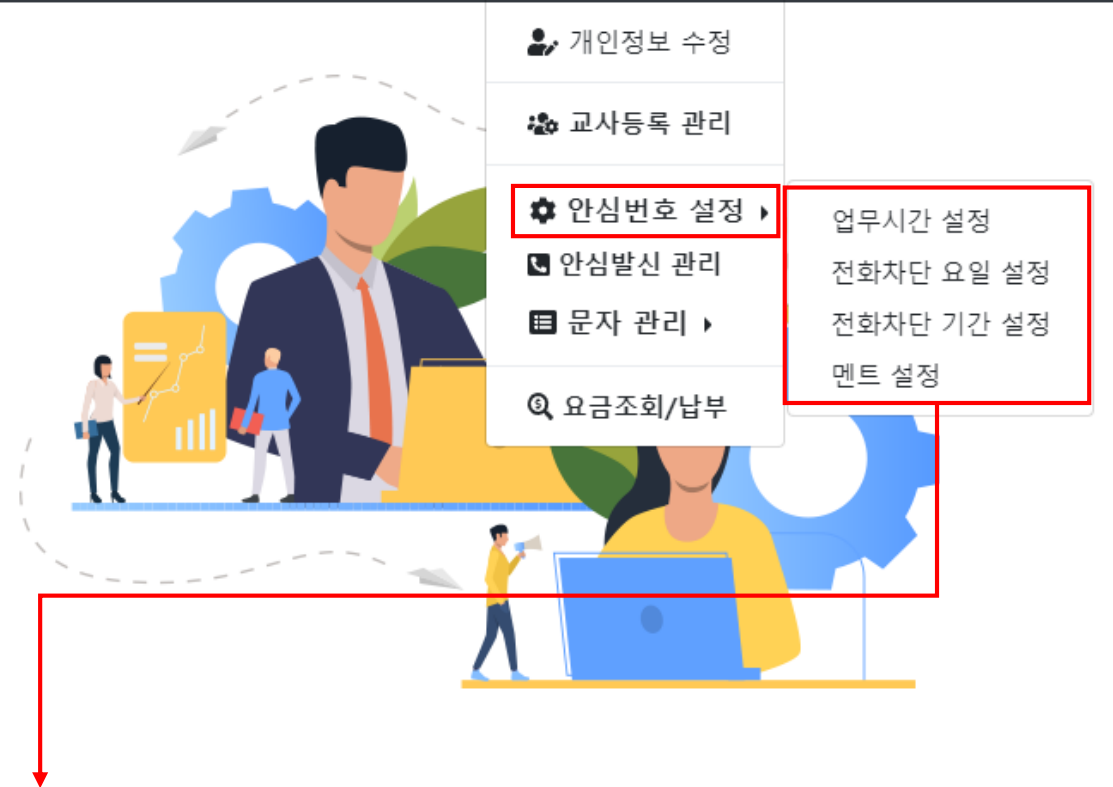 개인정보 수정
교사등록 관리
안심번호 설정
안심발신 관리
문자 관리
요금조회/납부
업무시간 설정
전화차단 요일 설정
전화차단 기간 설정
멘트 설정